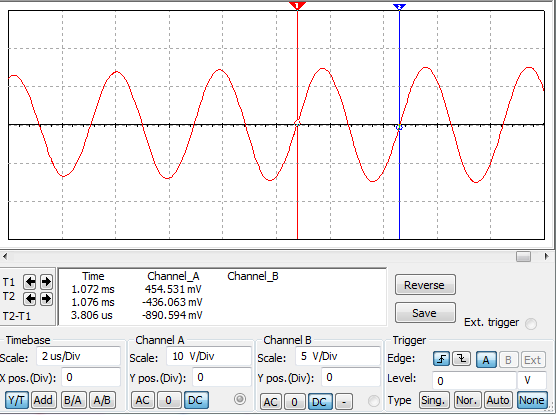 1 2
Time Channel_A Channel_B
T1 1.072 ms 454.531 mV
T2 1.076 ms -436.063 mV
T2-T1 3.806 us -890.594 mV
Reverse
Save
Ext. trigger
Timebase Channel A Channel B Trigger
Scale: 2 us/Div Scale: 10 V/Div Scale: 5 V/Div Edge: A B Ext
X pos.(Div): 0 Y pos.(Div): 0 Y pos.(Div): 0 Level: 0 V
Y/T Add B/A A/B AC 0 DC AC 0 DC - Type Sing. Nor. Auto None